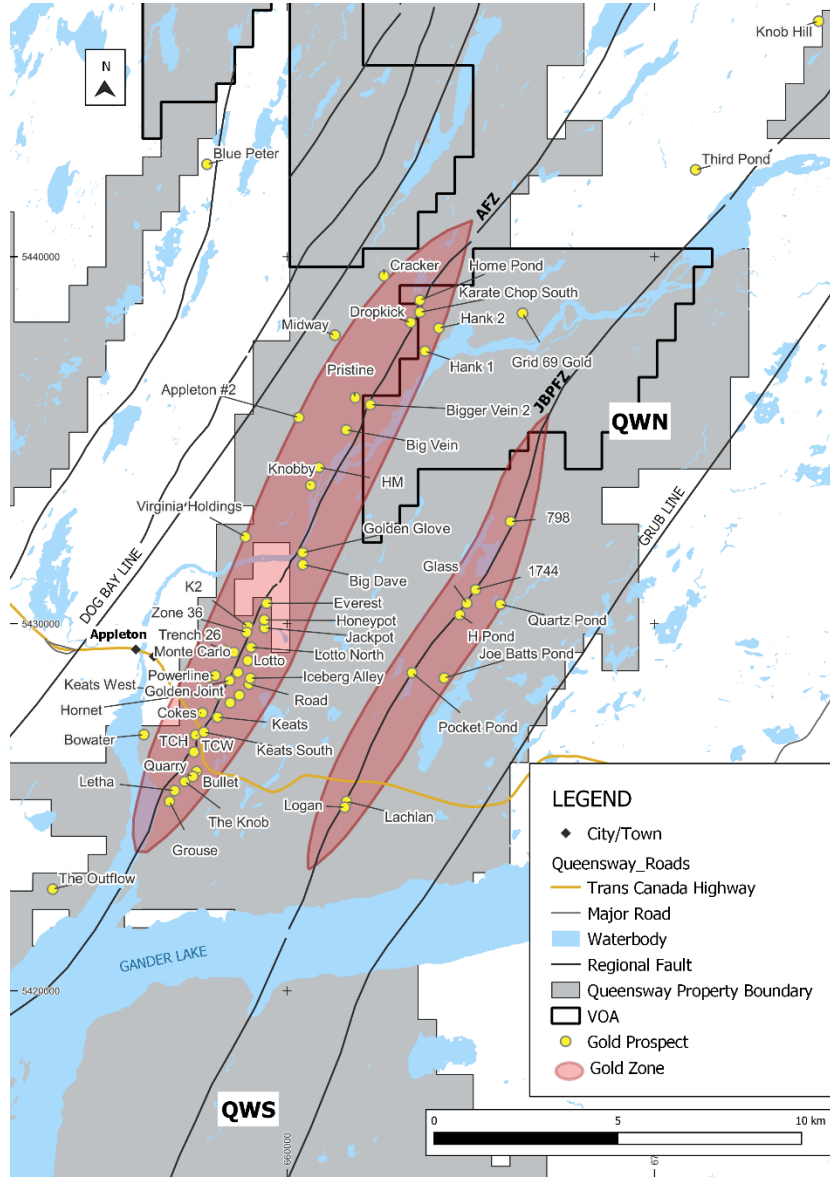 Knob Hill
N
Blue Peter
Third Pond
AFZ
5440000
Cracker
Home Pond
Karate Chop South
Dropkick
Hank 2
Midway
Grid 69 Gold
Hank 1
Pristine
JBPFZ
Appleton #2
Bigger Vein 2
QWN
Big Vein
Knobby
HM
Virginia Holdings
GRUB LINE
Golden Glove
798
DOG BAY LINE
Glass
1744
Big Dave
K2
Everest
5430000
Zone 36
Honeypot
Quartz Pond
Trench 26
Jackpot
H Pond
Appleton
Monte Carlo
Lotto North
Lotto
Joe Batts Pond
Powerline
Iceberg Alley
Keats West
Golden Joint
Road
Pocket Pond
Hornet
Cokes
Keats
Bowater
TCH
TCW
Keats South
Quarry
Letha
Bullet
The Knob
Logan
Lachlan
Grouse
The Outflow
GANDER LAKE
5420000
QWS
660000
67
LEGEND
City/Town
Queensway_Roads
Trans Canada Highway
Major Road
Waterbody
Regional Fault
Queensway Property Boundary
VOA
Gold Prospect
Gold Zone
0 5 10 km